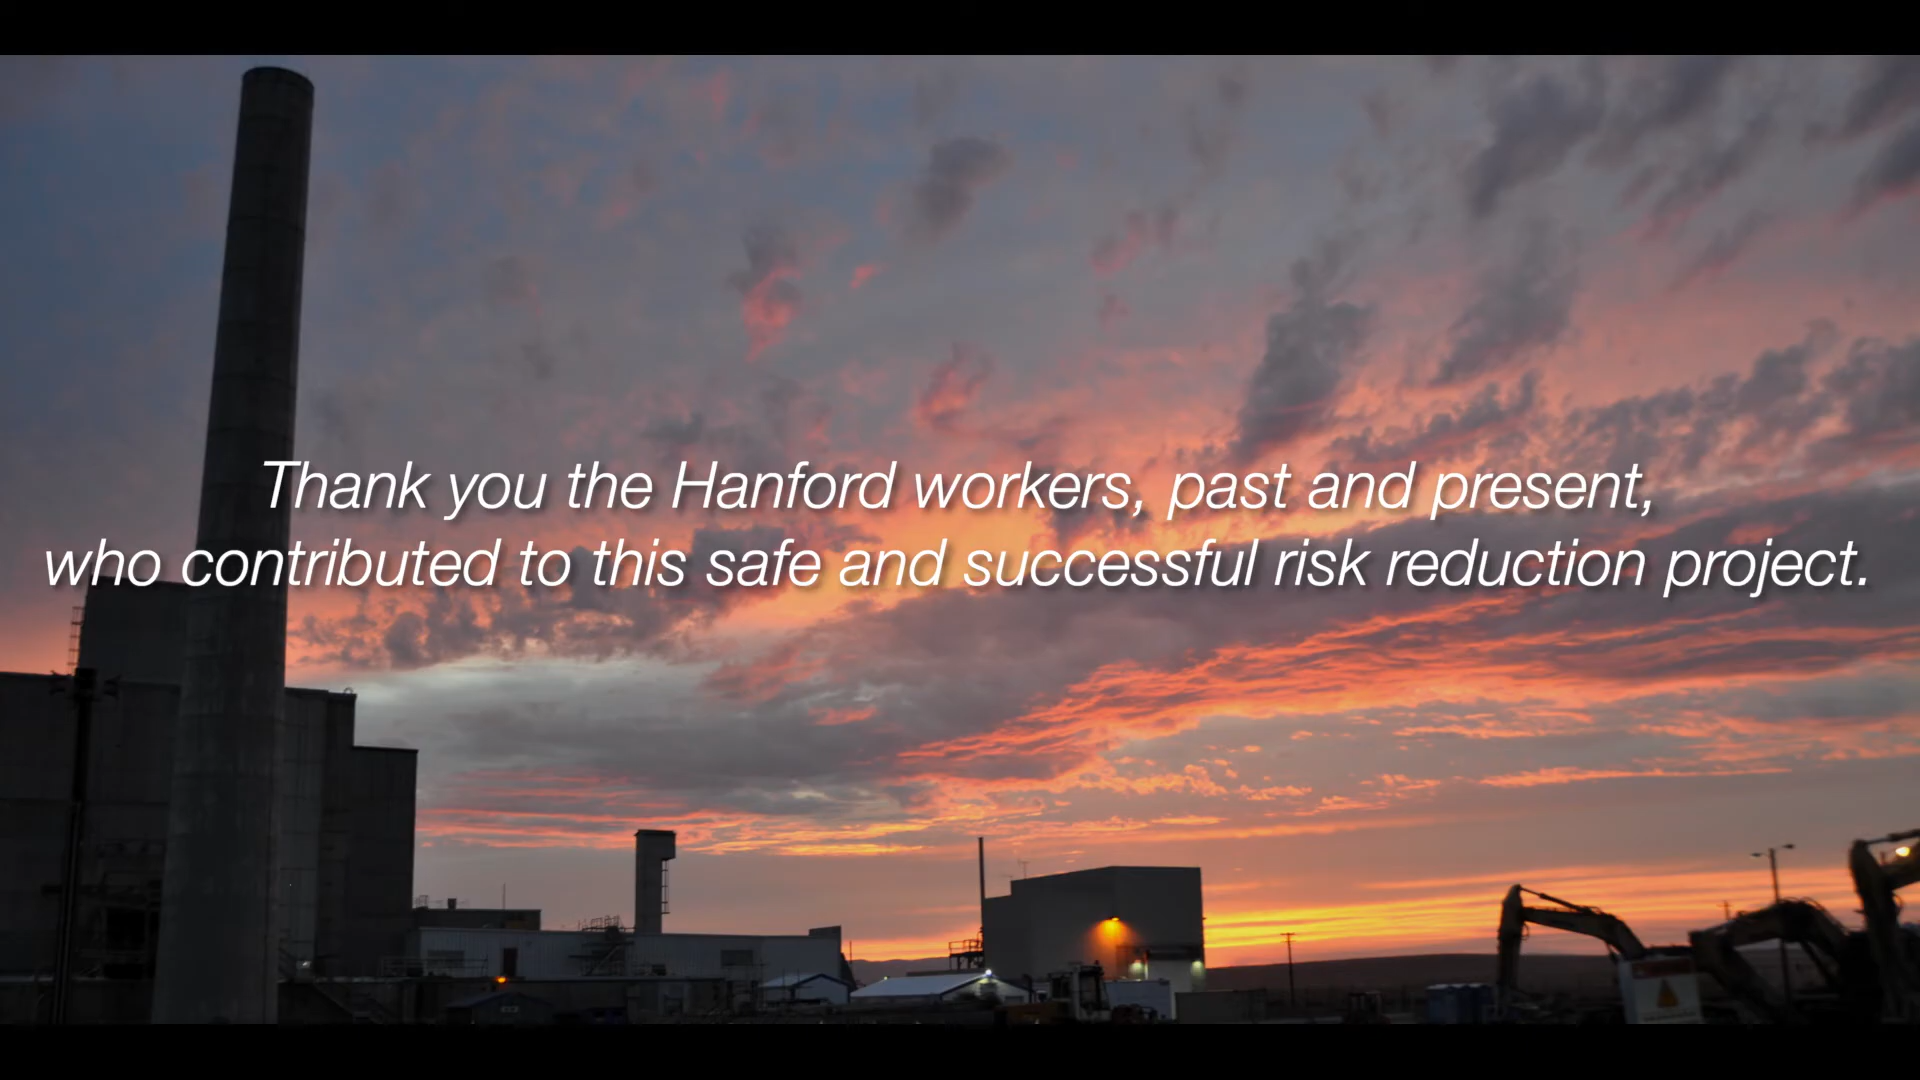 Thank you the Hanford workers, past and present,
who contributed to this safe and successful risk reduction project.